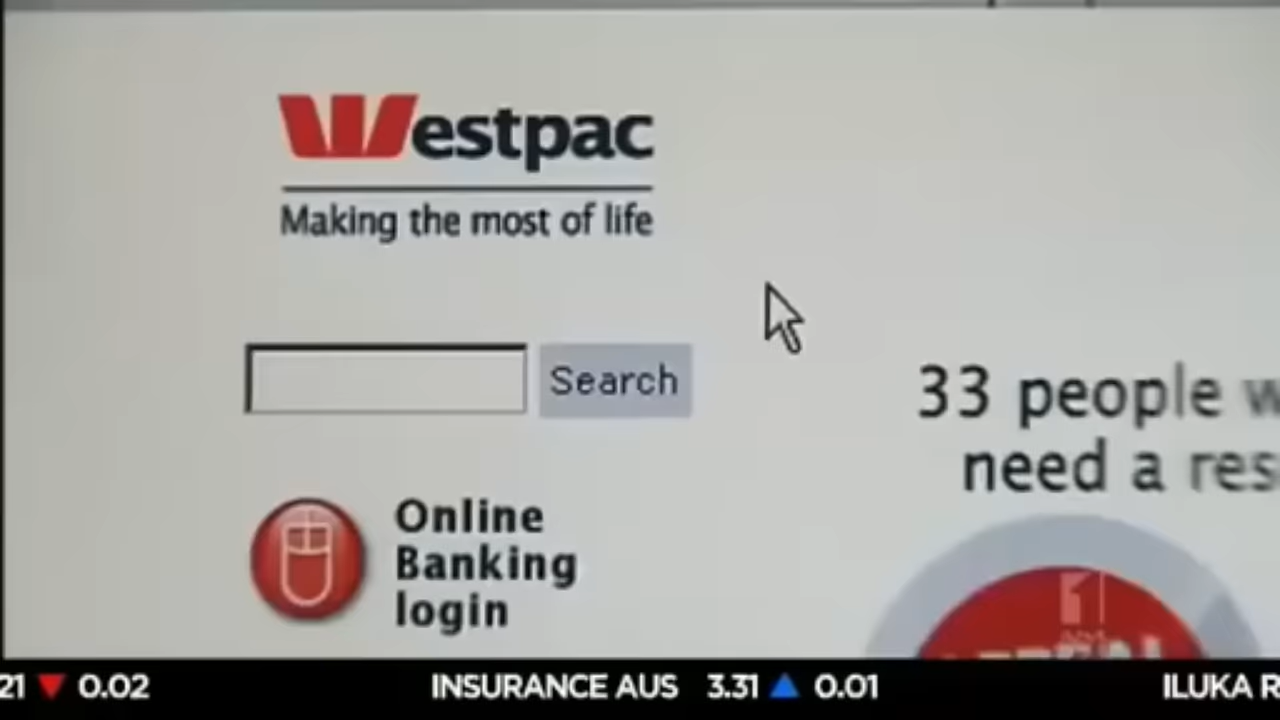 Westpac
Making the most of life
Search
33 people
need a res
Online
Banking
login
21 ▼ 0.02 INSURANCE AUS 3.31 ▲ 0.01 ILUKA R